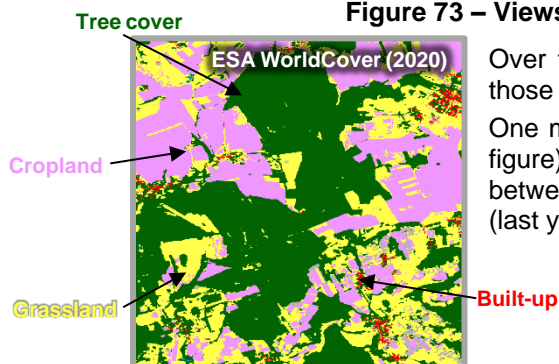 Figure 73 – Views
Tree cover
ESA WorldCover (2020)
Cropland
Grassland
Built-up
Over
those
One
figure)
betwee
(last y